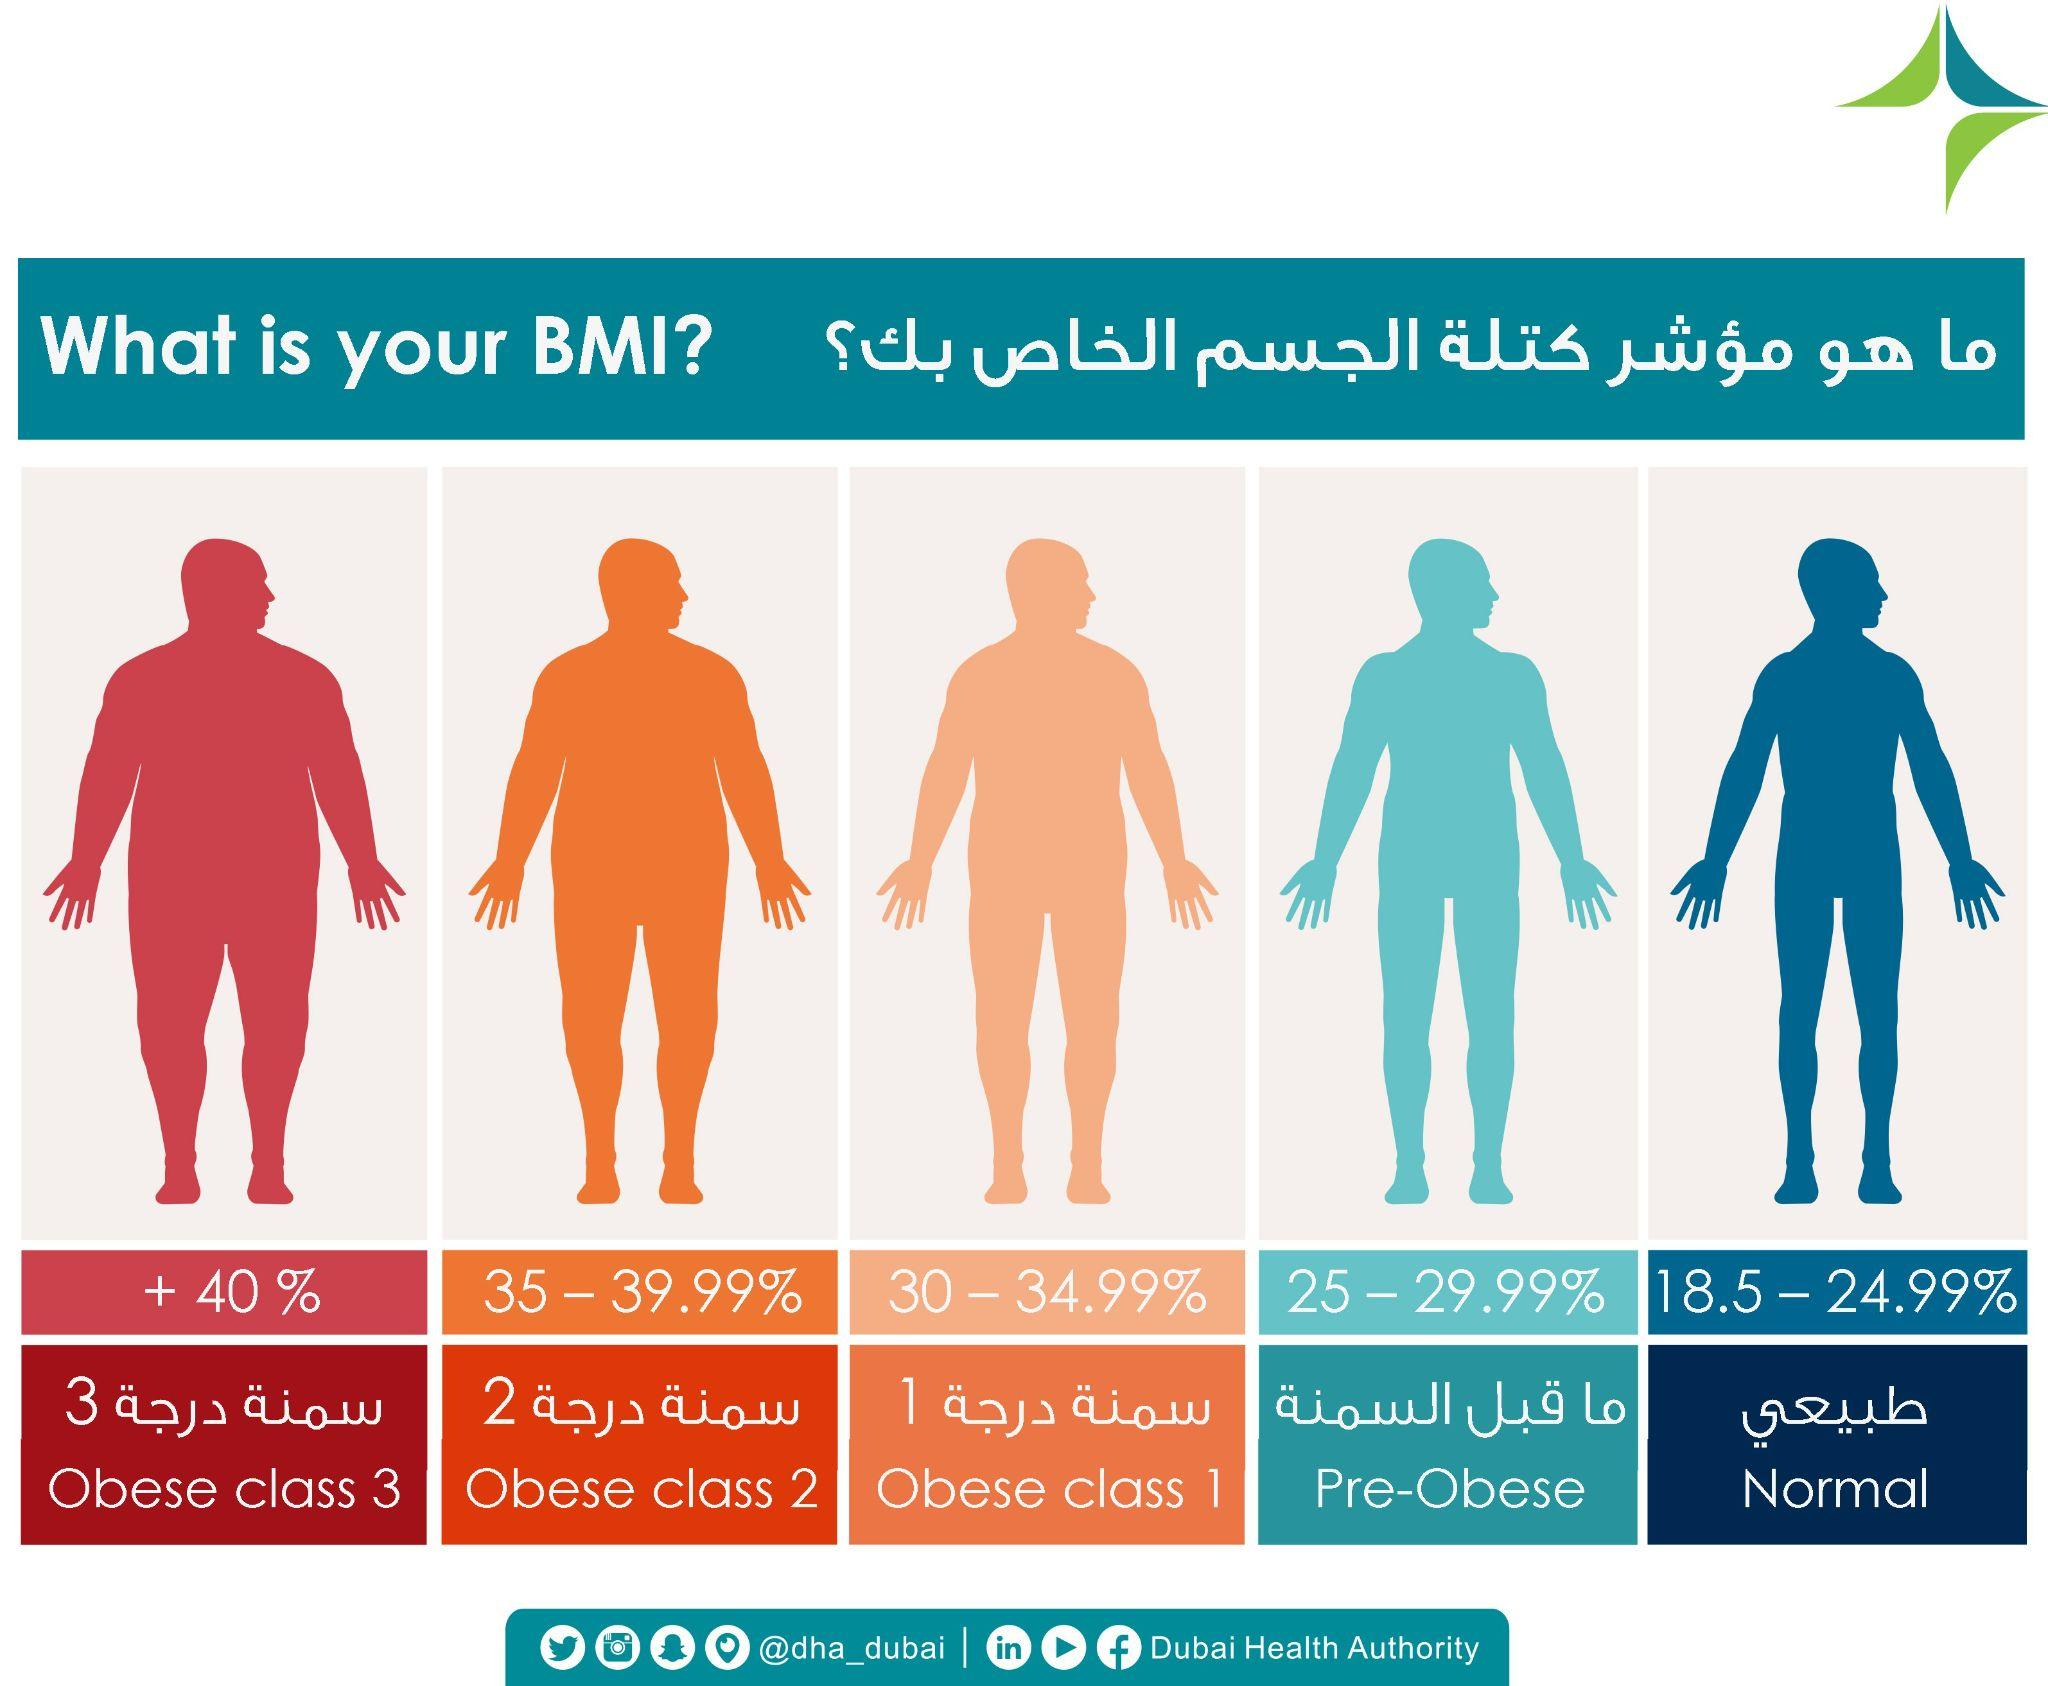 What is your BMI?
ما هو مؤشر كتلة الجسم الخاص بك؟
+ 40 %
35 – 39.99%
30 – 34.99%
25 – 29.99%
18.5 – 24.99%
سمنة درجة 3
Obese class 3
سمنة درجة 2
Obese class 2
سمنة درجة 1
Obese class 1
ما قبل السمنة
Pre-Obese
طبيعي
Normal
@dha_dubai | in Dubai Health Authority